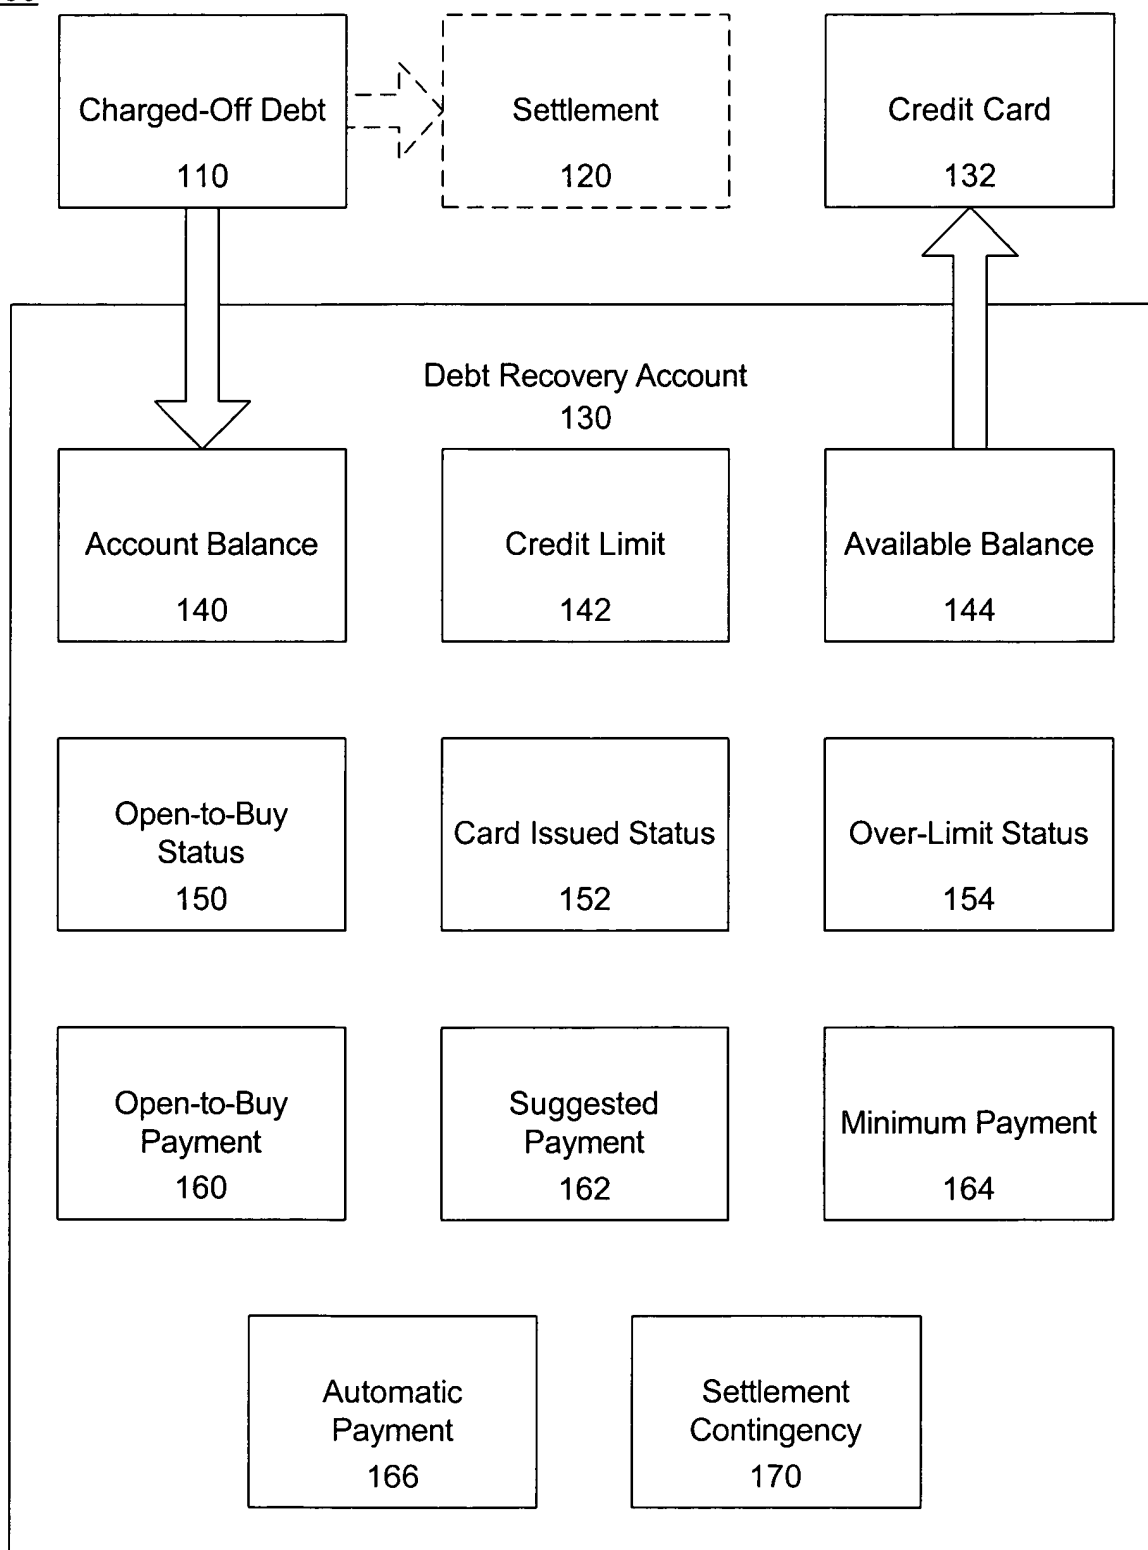 Charged-Off Debt
110
Settlement
120
Credit Card
132
Debt Recovery Account
130
Account Balance
140
Credit Limit
142
Available Balance
144
Open-to-Buy
Status
150
Card Issued Status
152
Over-Limit Status
154
Open-to-Buy
Payment
160
Suggested
Payment
162
Minimum Payment
164
Automatic
Payment
166
Settlement
Contingency
170